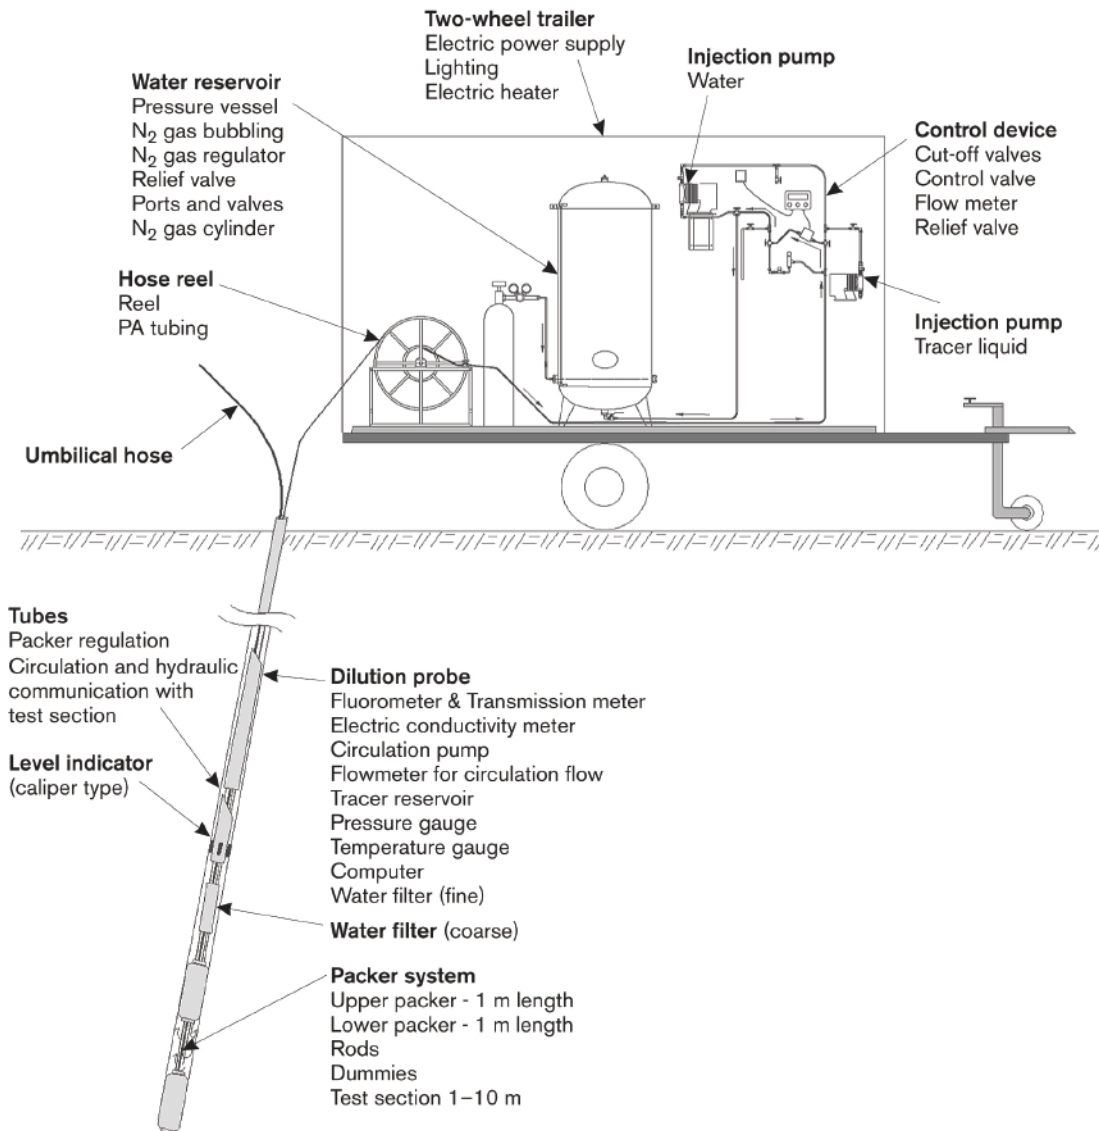 Two-wheel trailer
Electric power supply
Lighting
Electric heater
Injection pump
Water
Water reservoir
Pressure vessel
N₂ gas bubbling
N₂ gas regulator
Relief valve
Ports and valves
N₂ gas cylinder
Control device
Cut-off valves
Control valve
Flow meter
Relief valve
Hose reel
Reel
PA tubing
Injection pump
Tracer liquid
Umbilical hose
Tubes
Packer regulation
Circulation and hydraulic
communication with
test section
Level indicator
(caliper type)
Dilution probe
Fluorometer & Transmission meter
Electric conductivity meter
Circulation pump
Flowmeter for circulation flow
Tracer reservoir
Pressure gauge
Temperature gauge
Computer
Water filter (fine)
Water filter (coarse)
Packer system
Upper packer - 1 m length
Lower packer - 1 m length
Rods
Dummies
Test section 1–10 m